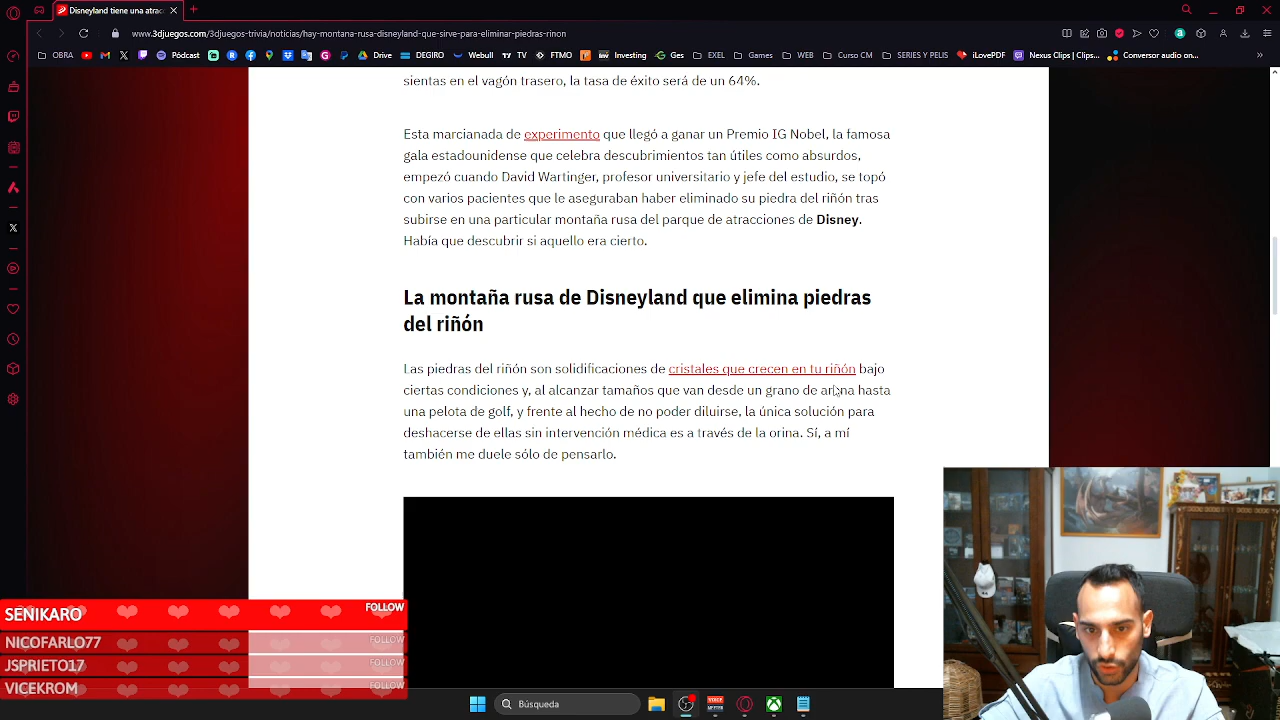 Disneyland tiene una atrac
www.3djuegos.com/3djuegos-trivia/noticias/hay-montana-rusa-que-sirve-para-eliminar-piedras-rinon
OBRA Pódcast Drive DEGIRO Webull TV FTMO Investing Ges EXEL Games WEB Curso CM SERIES Y PELIS iLovePDF Nexus Clips | Clips... Conversor audio on... »
sientas en el vagón trasero, la tasa de éxito será de un 64%.
Esta marcianada de experimento que llegó a ganar un Premio IG Nobel, la famosa
gala estadounidense que celebra descubrimientos tan útiles como absurdos,
empezó cuando David Wartinger, profesor universitario y jefe del estudio, se topó
con varios pacientes que le aseguraban haber eliminado su piedra del riñón tras
subirse en una particular montaña rusa del parque de atracciones de Disney.
Había que descubrir si aquello era cierto.
La montaña rusa de Disneyland que elimina piedras
del riñón
Las piedras del riñón son solidificaciones de cristales que crecen en tu riñón bajo
ciertas condiciones y, al alcanzar tamaños que van desde un grano de arena hasta
una pelota de golf, y frente al hecho de no poder diluirse, la única solución para
deshacerse de ellas sin intervención médica es a través de la orina. Sí, a mí
también me duele sólo de pensarlo.
SENIKARO FOLLOW
NICOFARLO77 FOLLOW
JSPRIETO17 FOLLOW
VICEKROM FOLLOW
Búsqueda